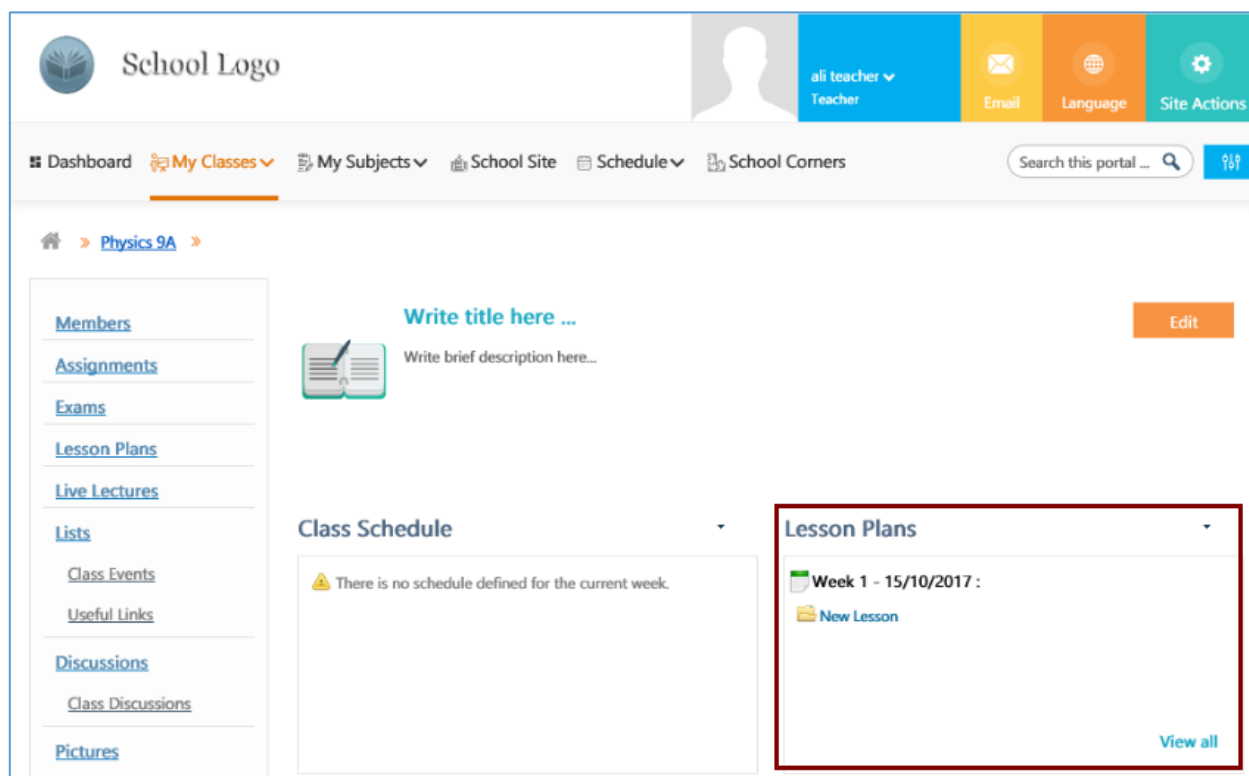 School Logo
ali teacher
Teacher
Email
Language
Site Actions
Dashboard
My Classes
My Subjects
School Site
Schedule
School Corners
Search this portal ...
Physics 9A
Members
Assignments
Exams
Lesson Plans
Live Lectures
Lists
Class Events
Useful Links
Discussions
Class Discussions
Pictures
Write title here ...
Write brief description here...
Edit
Class Schedule
There is no schedule defined for the current week.
Lesson Plans
Week 1 - 15/10/2017 :
New Lesson
View all